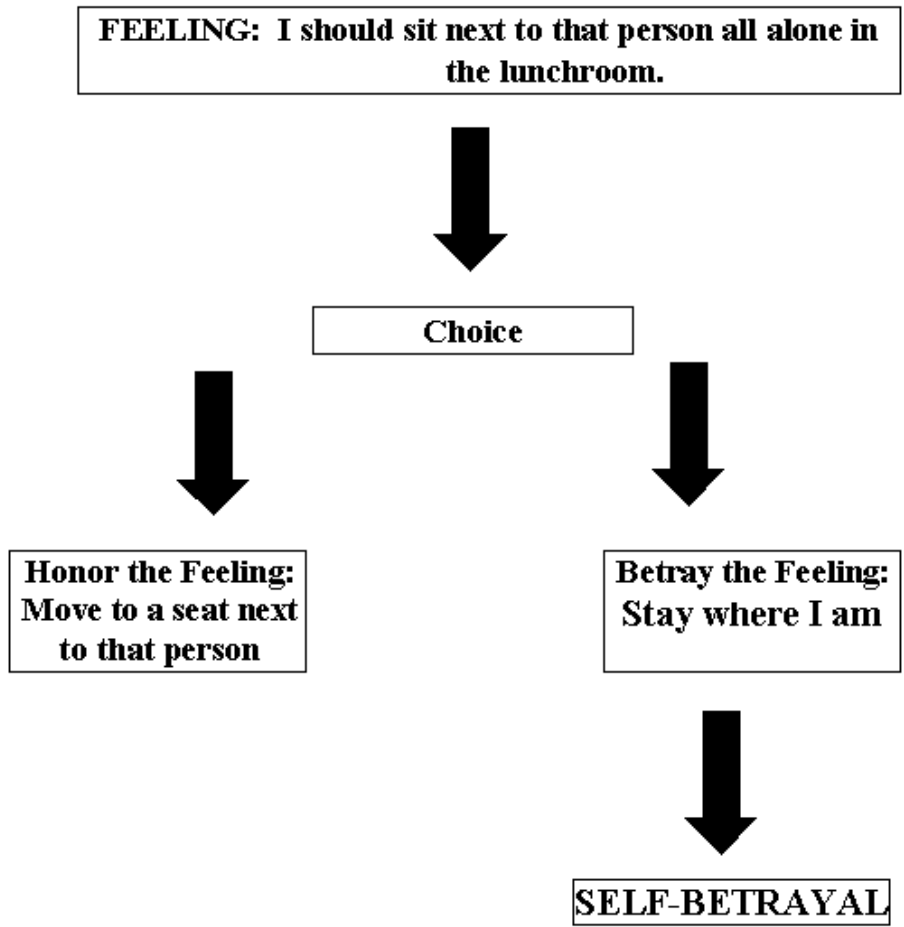 FEELING: I should sit next to that person all alone in
the lunchroom.
Choice
Honor the Feeling:
Move to a seat next
to that person
Betray the Feeling:
Stay where I am
SELF-BETRAYAL